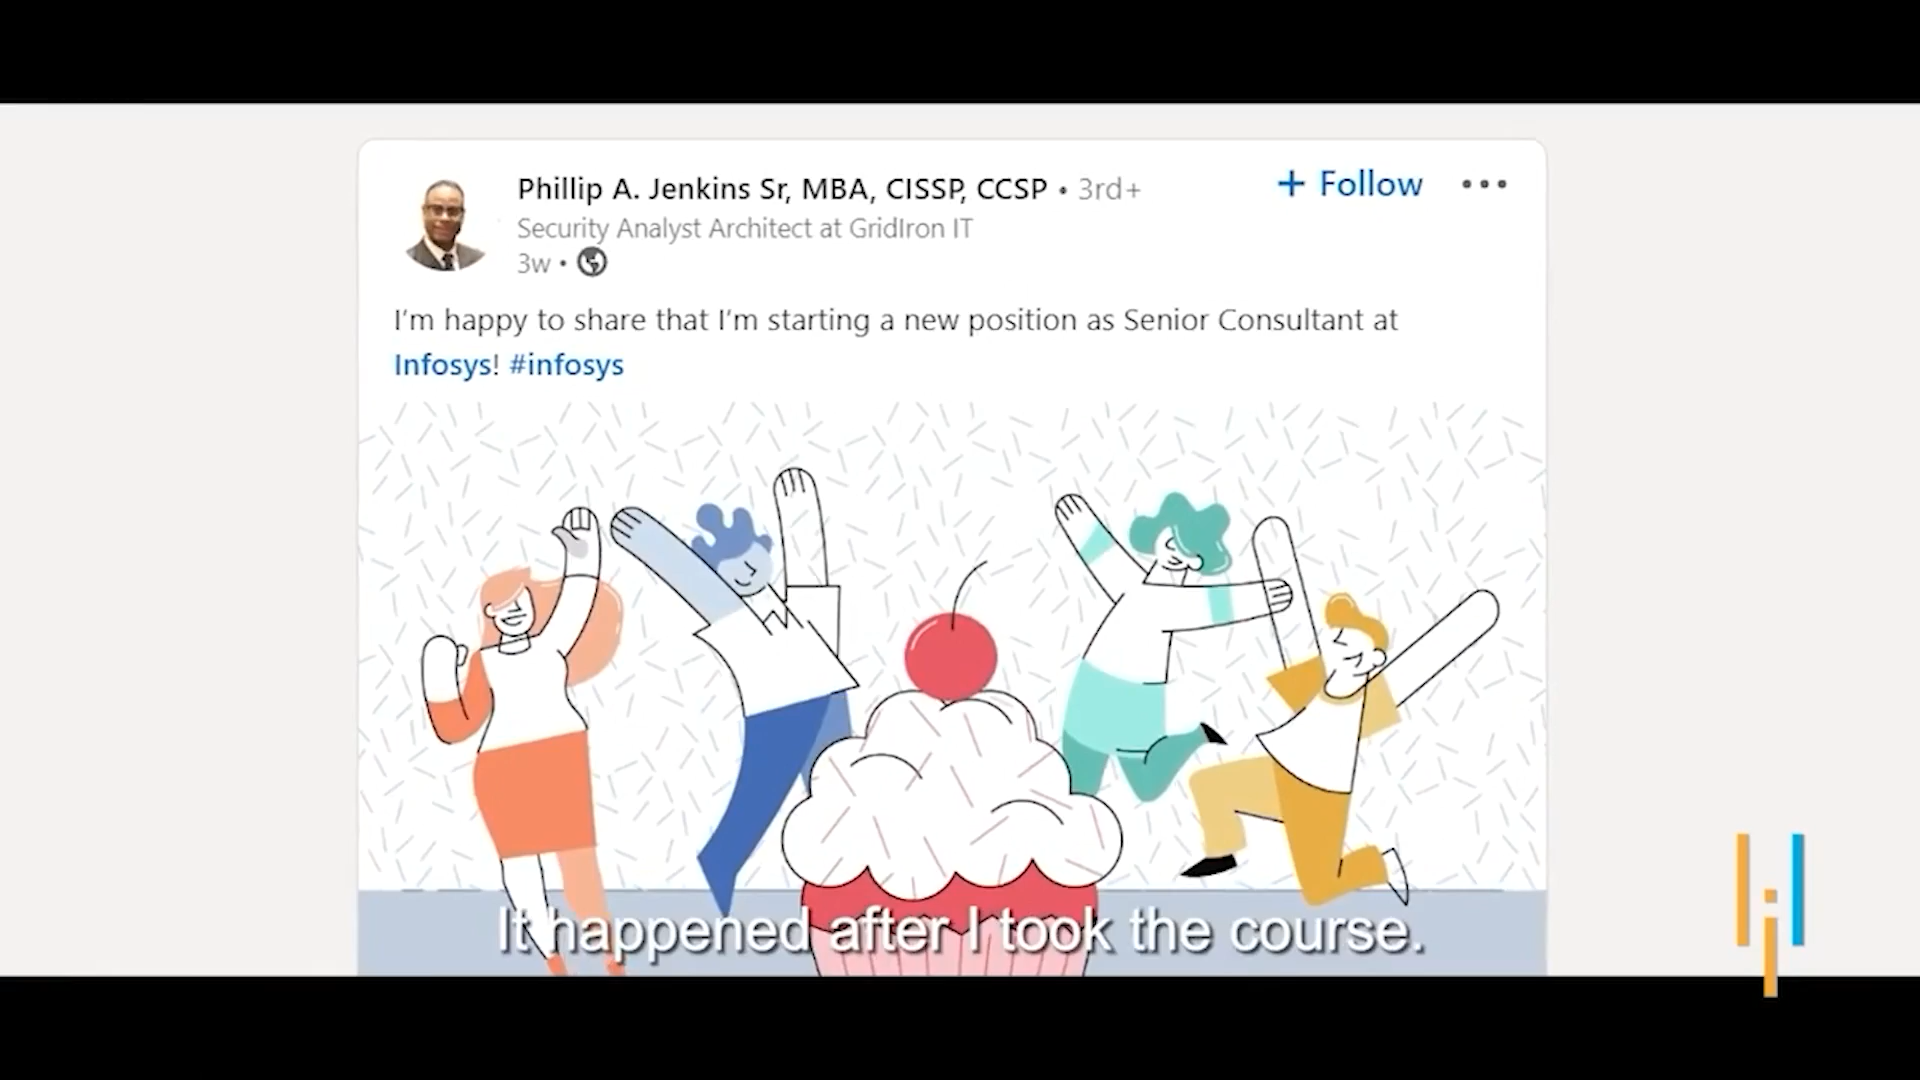 Phillip A. Jenkins Sr, MBA, CISSP, CCSP • 3rd+
+ Follow
Security Analyst Architect at GridIron IT
3w •
I'm happy to share that I'm starting a new position as Senior Consultant at
Infosys! #infosys
It happened after I took the course.